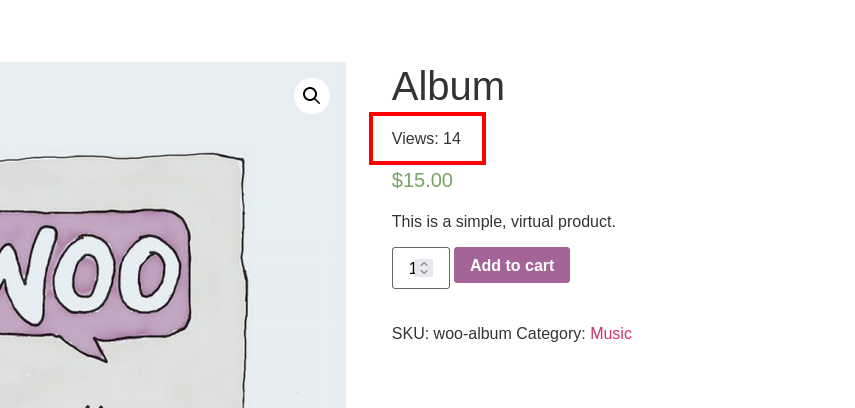 Album
Views: 14
$15.00
This is a simple, virtual product.
1
Add to cart
SKU: woo-album Category: Music
WOO